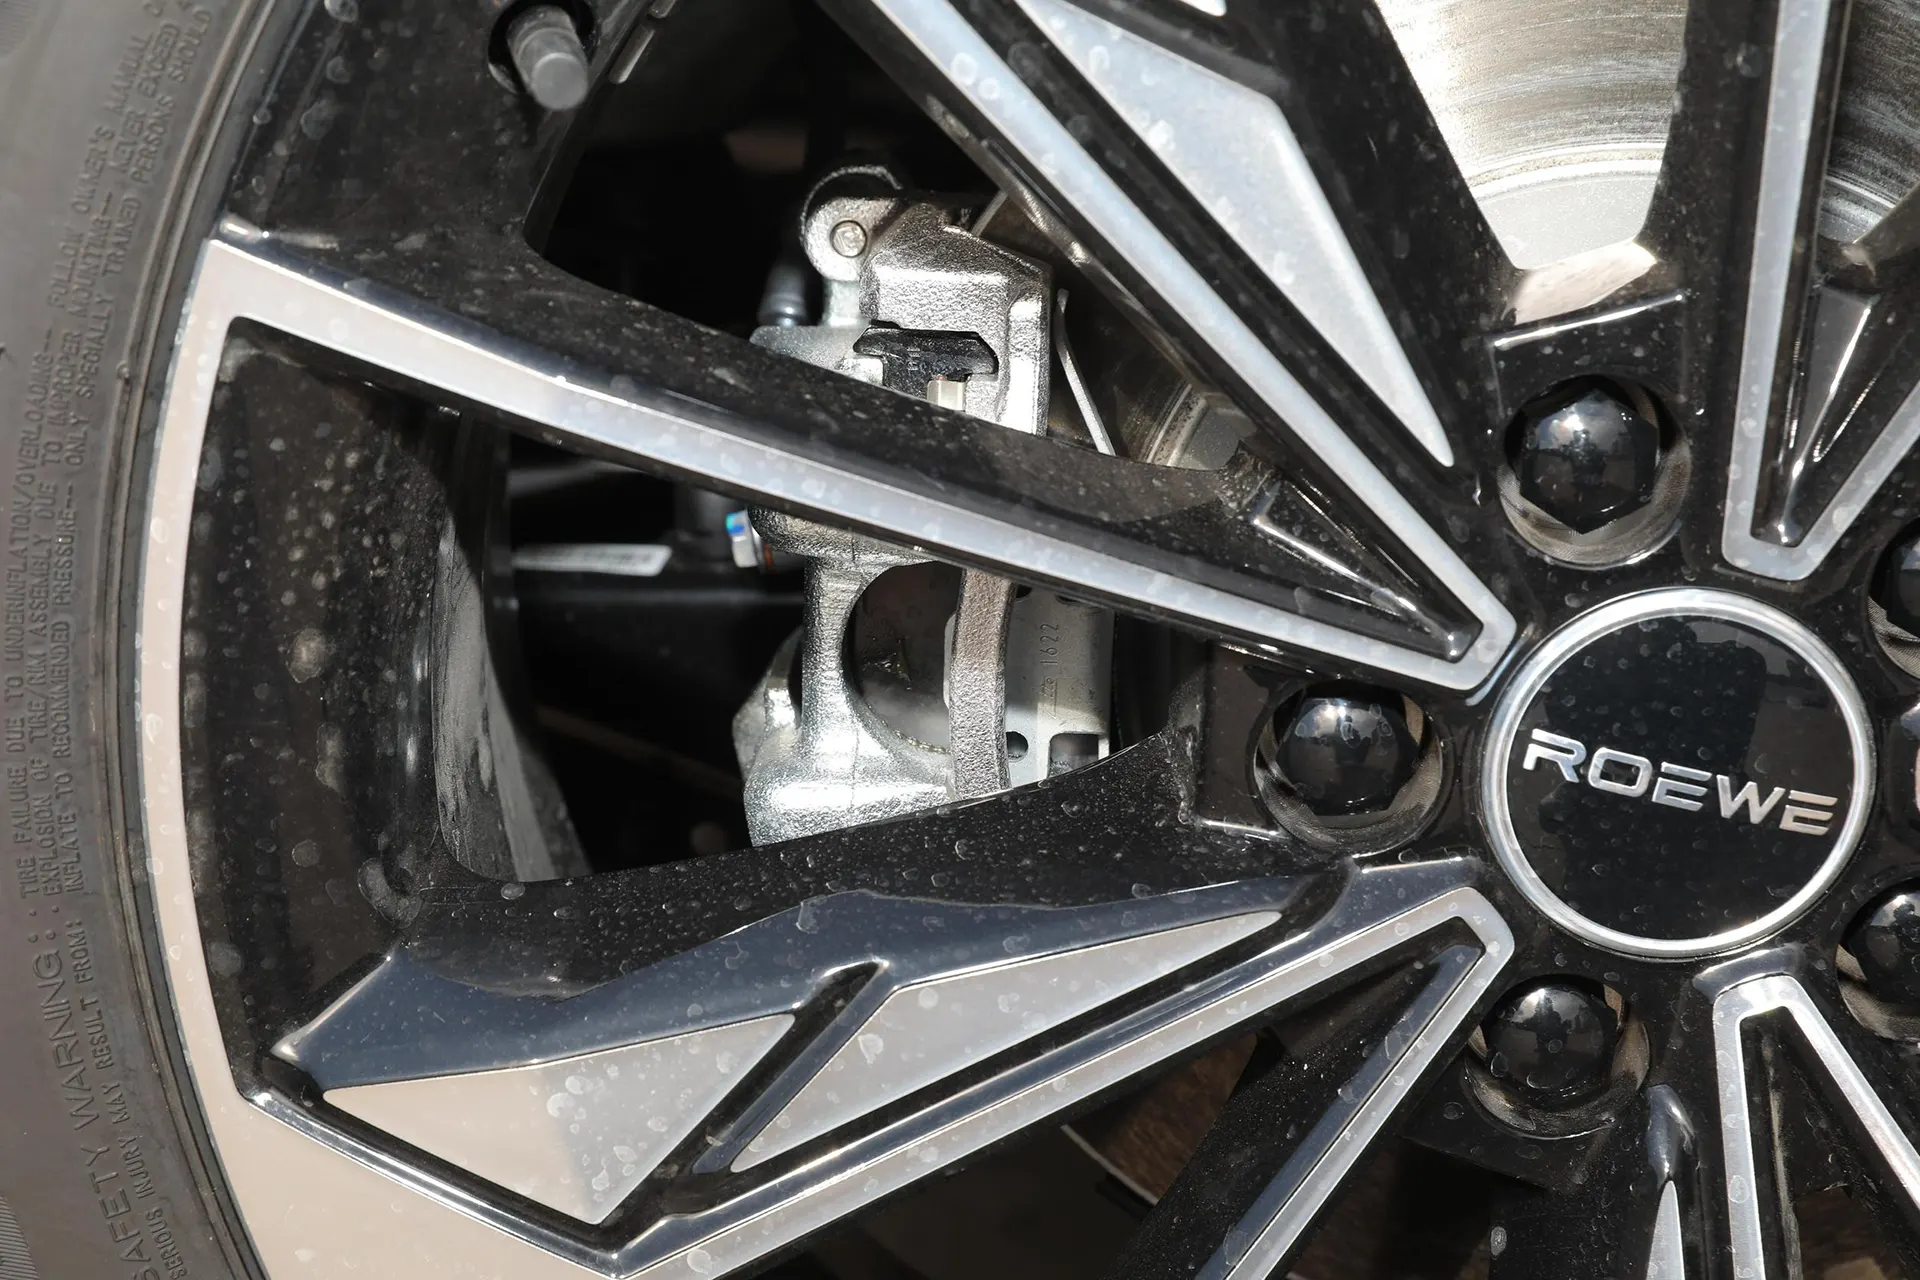 SAFETY WARNING:
SERIOUS INJURY MAY RESULT FROM:
: TIRE FAILURE DUE TO UNDERINFLATION/OVERLOADING— FOLLOW OWNER'S MANUAL
: EXPLOSION OF TIRE/RIM ASSEMBLY DUE TO IMPROPER MOUNTING— NEVER EXCEED
INFLATE TO RECOMMENDED PRESSURE— ONLY SPECIALLY TRAINED PERSONS SHOULD
1622
ROEWE